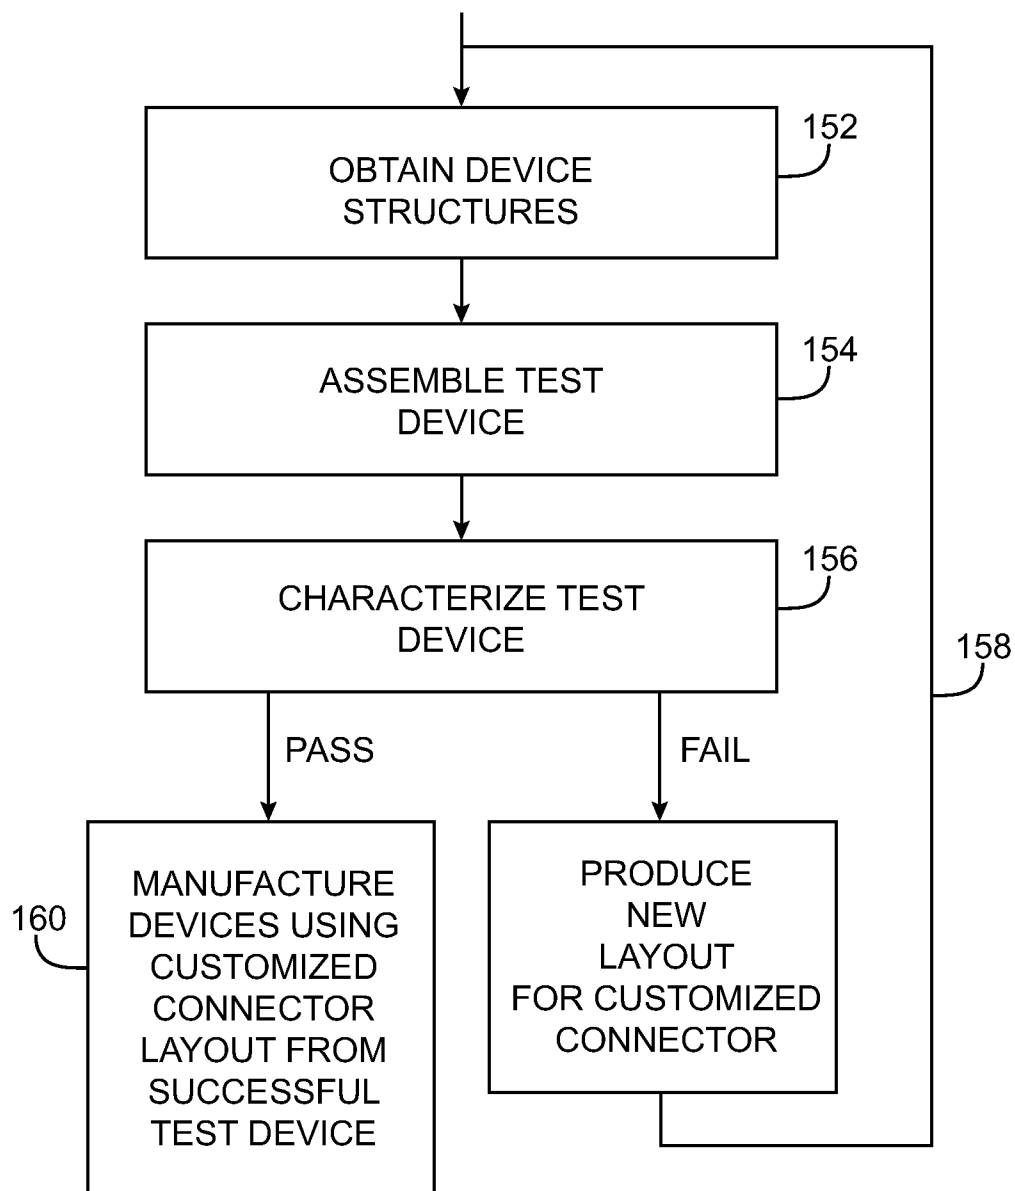 152
OBTAIN DEVICE
STRUCTURES
154
ASSEMBLE TEST
DEVICE
156
CHARACTERIZE TEST
DEVICE
158
PASS
FAIL
160
MANUFACTURE
DEVICES USING
CUSTOMIZED
CONNECTOR
LAYOUT FROM
SUCCESSFUL
TEST DEVICE
PRODUCE
NEW
LAYOUT
FOR CUSTOMIZED
CONNECTOR